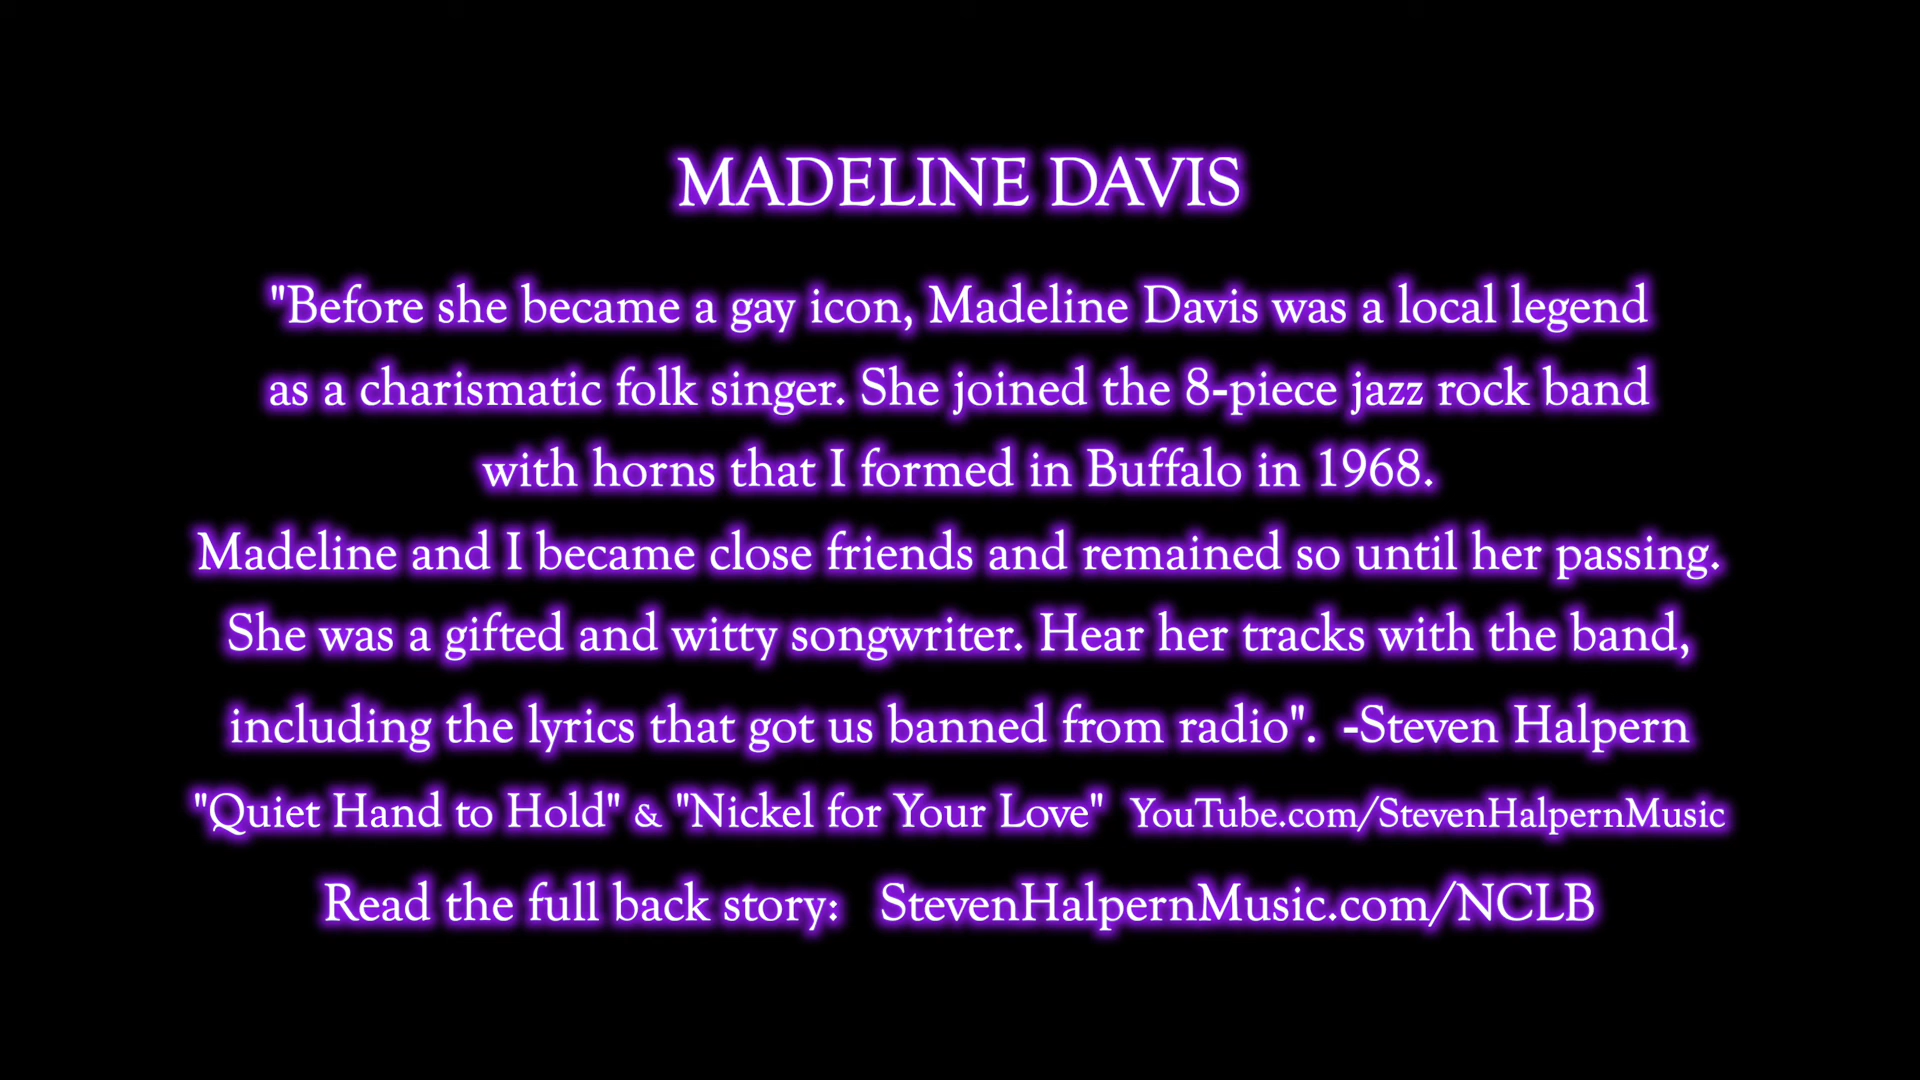 MADELINE DAVIS
"Before she became a gay icon, Madeline Davis was a local legend
as a charismatic folk singer. She joined the 8-piece jazz rock band
with horns that I formed in Buffalo in 1968.
Madeline and I became close friends and remained so until her passing.
She was a gifted and witty songwriter. Hear her tracks with the band,
including the lyrics that got us banned from radio". -Steven Halpern
"Quiet Hand to Hold" & "Nickel for Your Love" YouTube.com/StevenHalpernMusic
Read the full back story: StevenHalpernMusic.com/NCLB